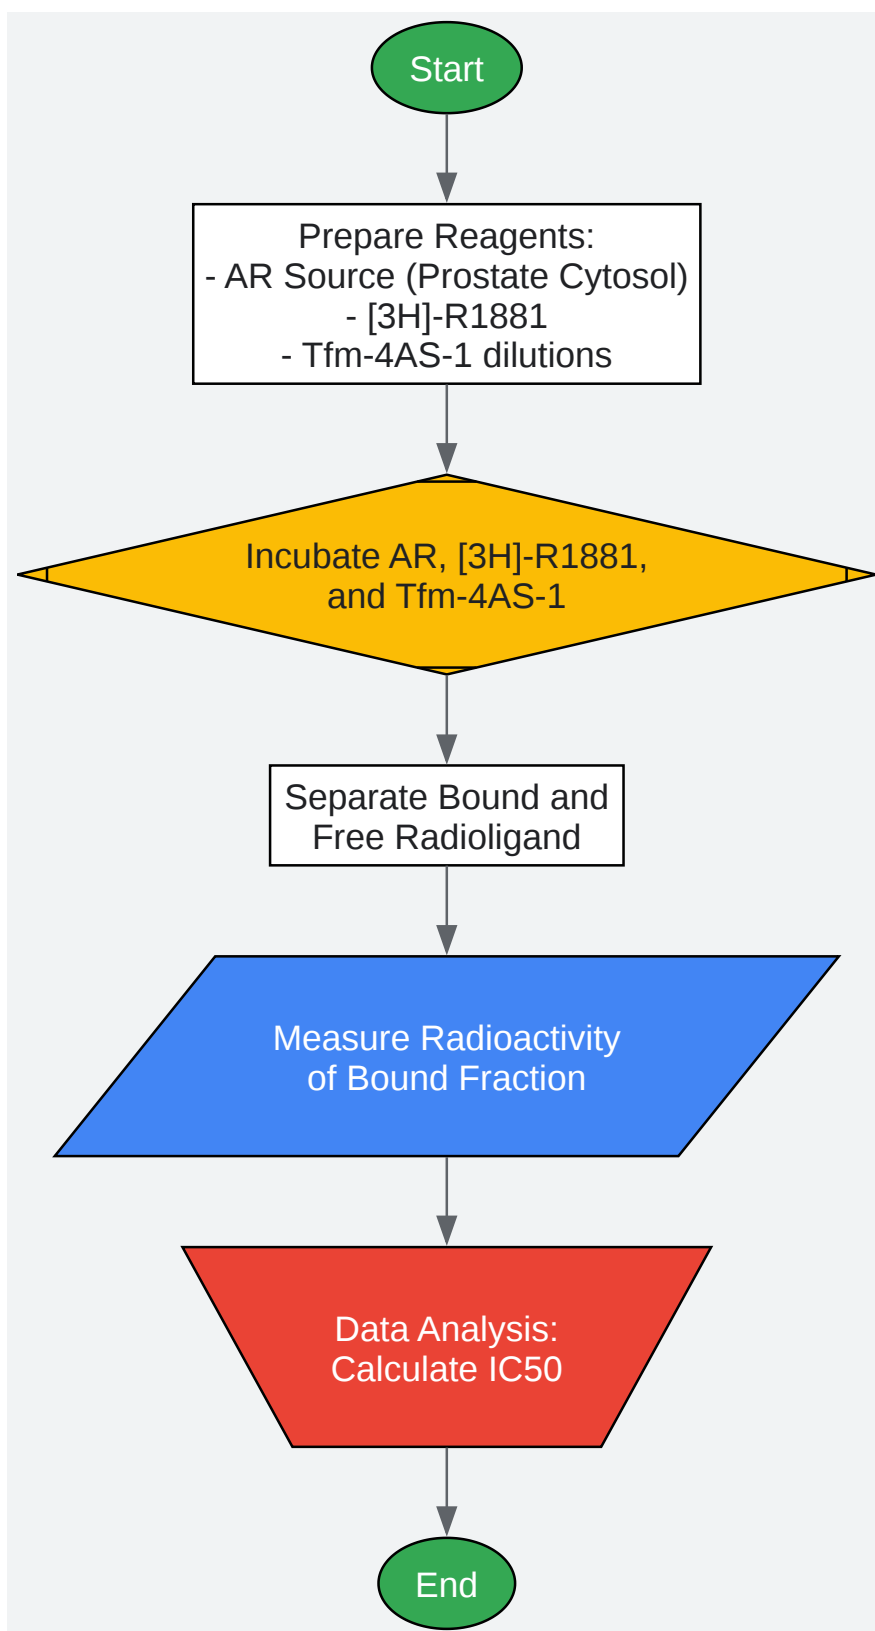 Start
Prepare Reagents:
- AR Source (Prostate Cytosol)
- [3H]-R1881
- Tfm-4AS-1 dilutions
Incubate AR, [3H]-R1881,
and Tfm-4AS-1
Separate Bound and
Free Radioligand
Measure Radioactivity
of Bound Fraction
Data Analysis:
Calculate IC50
End